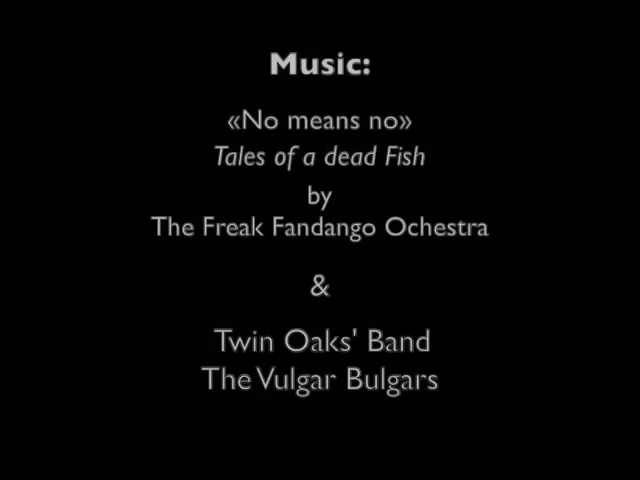 Music:
«No means no»
Tales of a dead Fish
by
The Freak Fandango Ochestra
&
Twin Oaks' Band
The Vulgar Bulgars